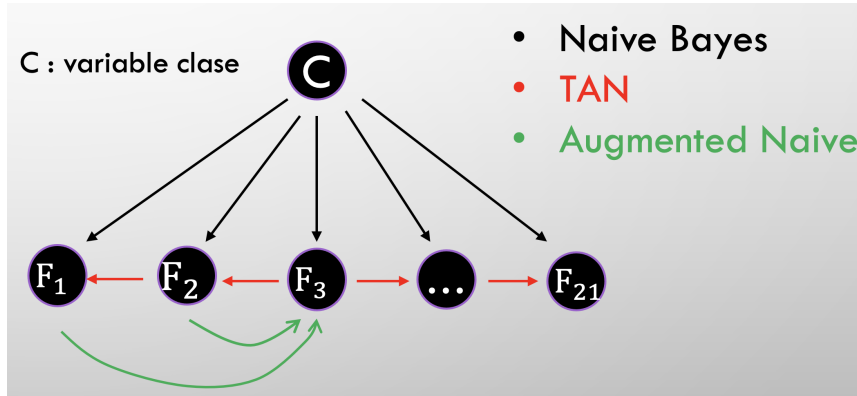 • Naive Bayes
C : variable clase
C
• TAN
• Augmented Naive
F₁ F₂ F₃ ... F₂₁